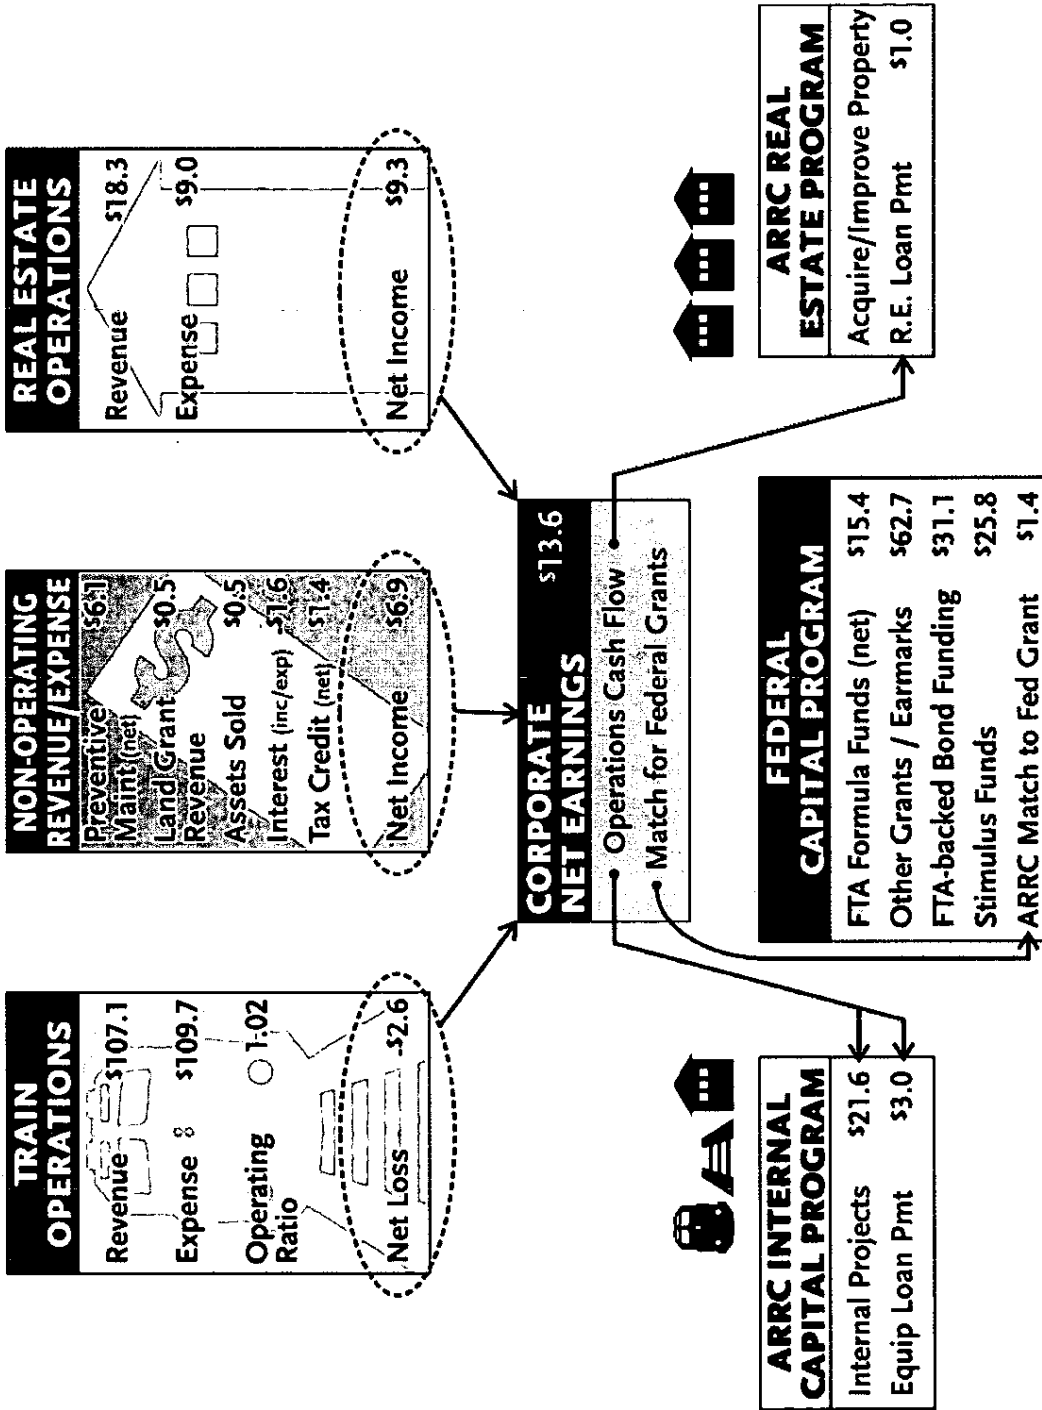 TRAIN
OPERATIONS
Revenue $107.1
Expense $109.7
Operating
Ratio 1.02
Net Loss -$2.6
NON-OPERATING
REVENUE/EXPENSE
Preventive $6.1
Maint (net)
Land Grant $0.5
Revenue
Assets Sold $0.5
Interest (inc/exp) -$1.6
Tax Credit (net) $1.4
Net Income $6.9
REAL ESTATE
OPERATIONS
Revenue $18.3
Expense $9.0
Net Income $9.3
CORPORATE
NET EARNINGS $13.6
Operations Cash Flow
Match for Federal Grants
ARRC INTERNAL
CAPITAL PROGRAM
Internal Projects $21.6
Equip Loan Pmt $3.0
FEDERAL
CAPITAL PROGRAM
FTA Formula Funds (net) $15.4
Other Grants / Earmarks $62.7
FTA-backed Bond Funding $31.1
Stimulus Funds $25.8
ARRC Match to Fed Grant $1.4
ARRC REAL
ESTATE PROGRAM
Acquire/Improve Property
R.E. Loan Pmt $1.0